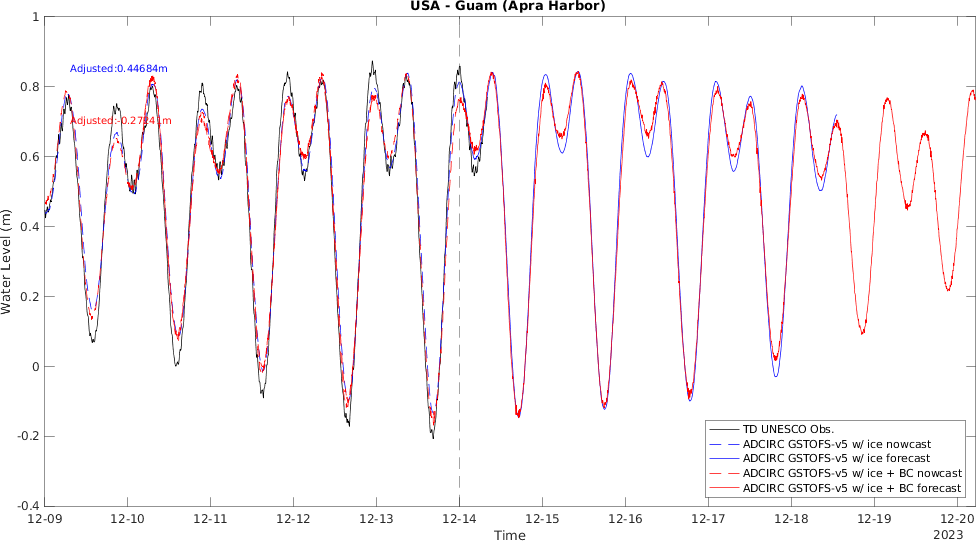 USA - Guam (Apra Harbor)
1
0.8
0.6
0.4
0.2
0
-0.2
-0.4
Water Level (m)
Adjusted:0.44684m
TD UNESCO Obs.
ADCIRC GSTOFS-v5 w/ ice nowcast
ADCIRC GSTOFS-v5 w/ ice forecast
ADCIRC GSTOFS-v5 w/ ice + BC nowcast
ADCIRC GSTOFS-v5 w/ ice + BC forecast
12-09 12-10 12-11 12-12 12-13 12-14 12-15 12-16 12-17 12-18 12-19 12-20
Time
2023